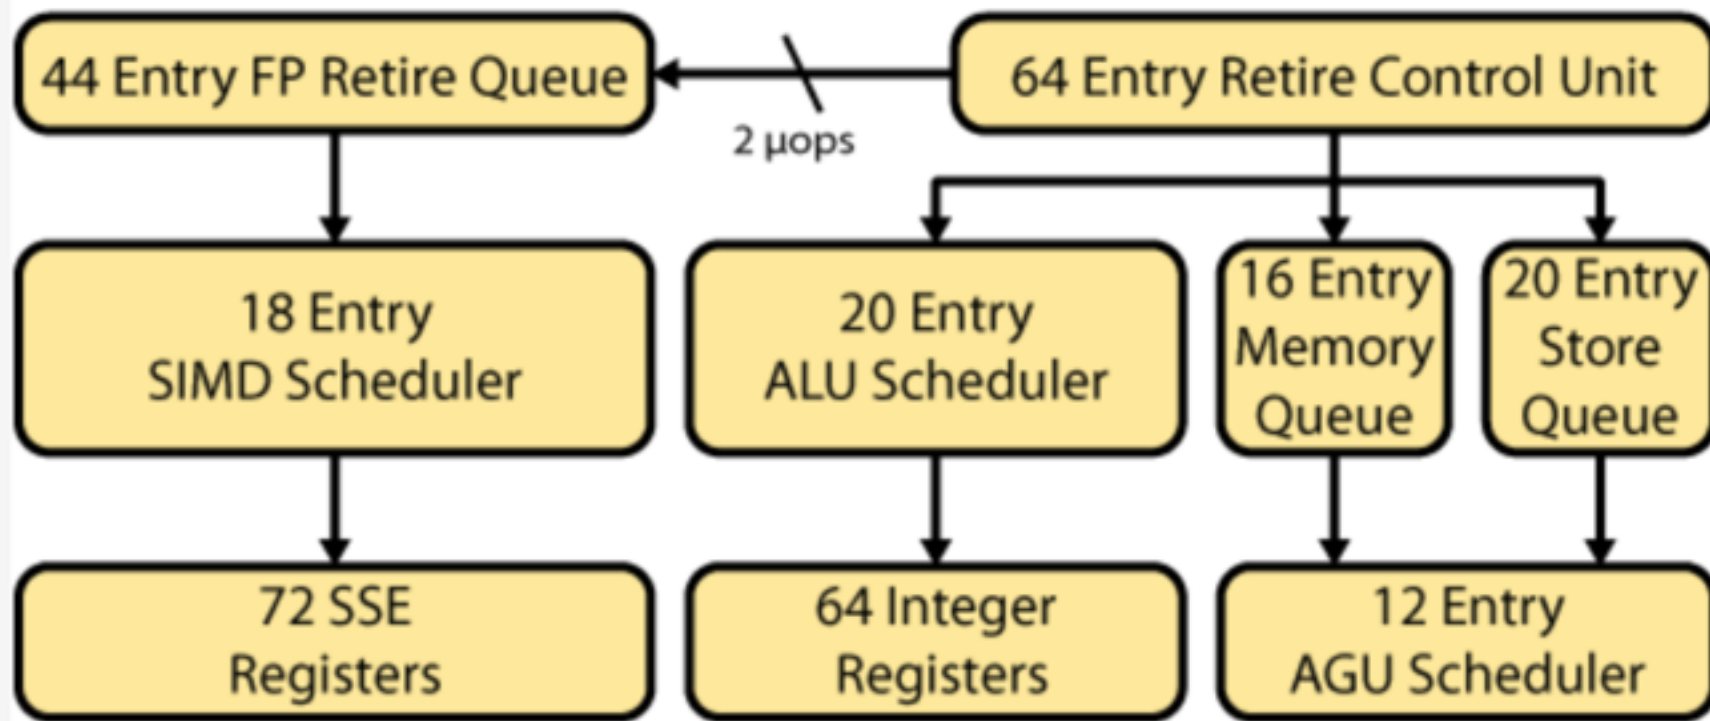 44 Entry FP Retire Queue
64 Entry Retire Control Unit
2 µops
18 Entry
SIMD Scheduler
20 Entry
ALU Scheduler
16 Entry
Memory
Queue
20 Entry
Store
Queue
72 SSE
Registers
64 Integer
Registers
12 Entry
AGU Scheduler